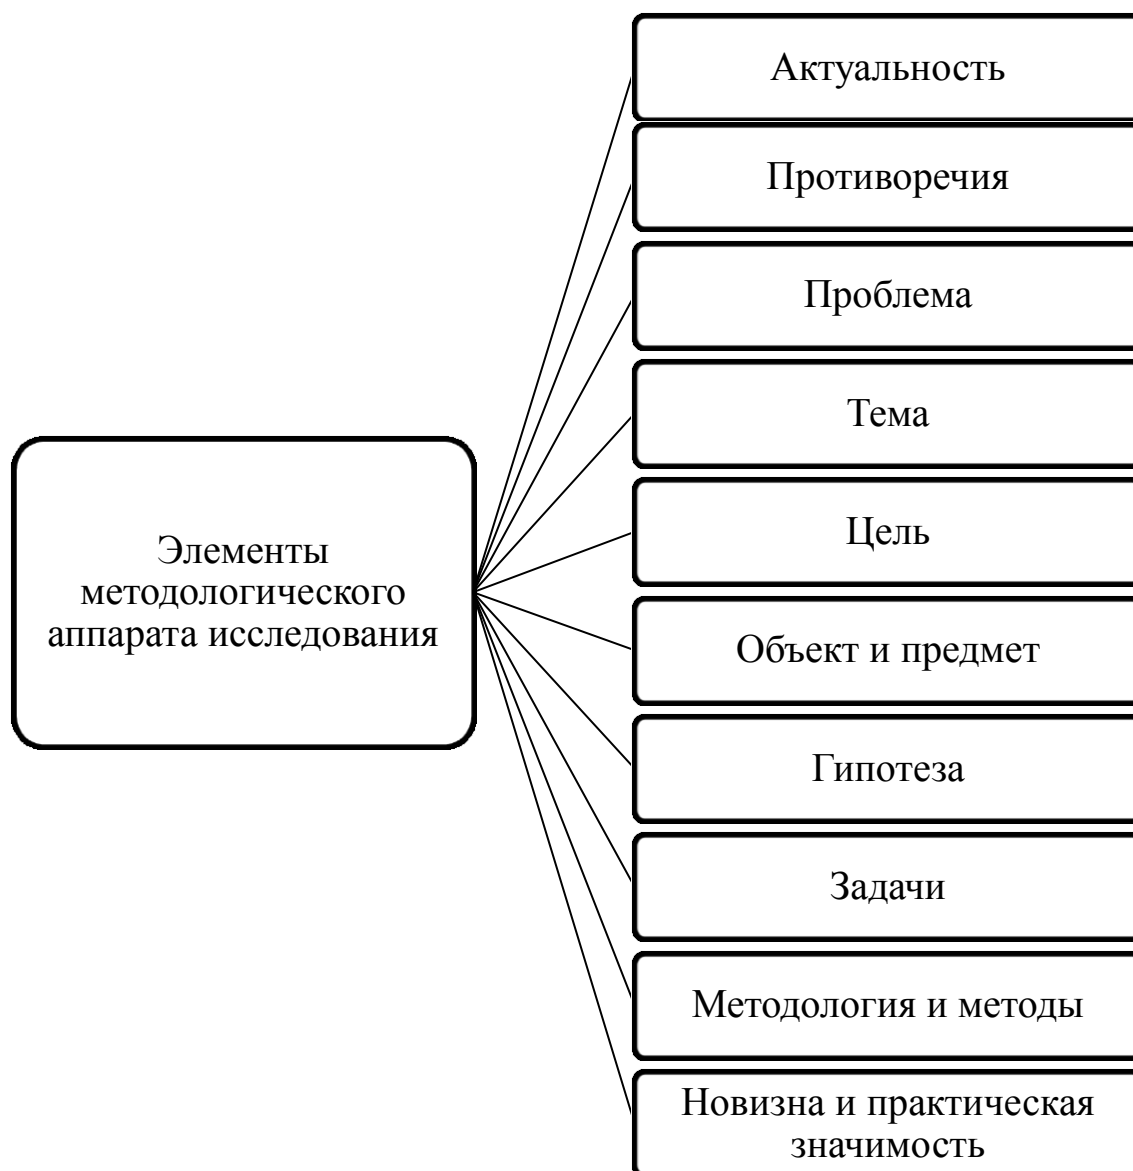 Элементы
методологического
аппарата исследования
Актуальность
Противоречия
Проблема
Тема
Цель
Объект и предмет
Гипотеза
Задачи
Методология и методы
Новизна и практическая
значимость